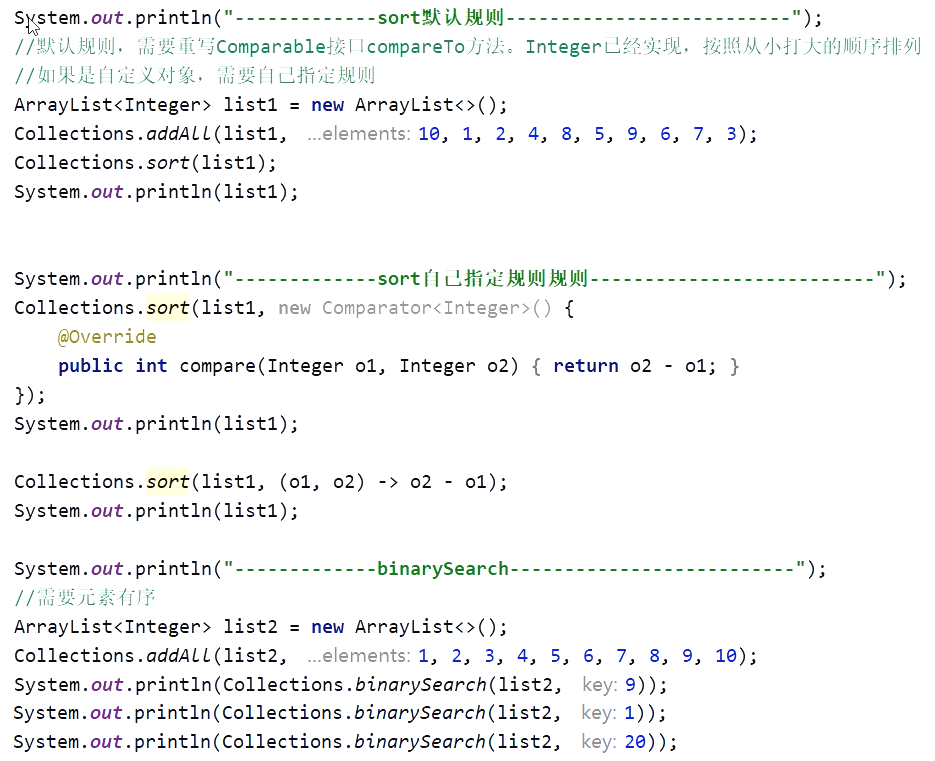 System.out.println("-------------sort默认规则--------------------------");
//默认规则，需要重写Comparable接口compareTo方法。Integer已经实现，按照从小打大的顺序排列
//如果是自定义对象，需要自己指定规则
ArrayList<Integer> list1 = new ArrayList<>();
Collections.addAll(list1, ...elements: 10, 1, 2, 4, 8, 5, 9, 6, 7, 3);
Collections.sort(list1);
System.out.println(list1);
System.out.println("-------------sort自己指定规则规则--------------------------");
Collections.sort(list1, new Comparator<Integer>() {
@Override
public int compare(Integer o1, Integer o2) { return o2 - o1; }
});
System.out.println(list1);
Collections.sort(list1, (o1, o2) -> o2 - o1);
System.out.println(list1);
System.out.println("-------------binarySearch--------------------------");
//需要元素有序
ArrayList<Integer> list2 = new ArrayList<>();
Collections.addAll(list2, ...elements: 1, 2, 3, 4, 5, 6, 7, 8, 9, 10);
System.out.println(Collections.binarySearch(list2, key: 9));
System.out.println(Collections.binarySearch(list2, key: 1));
System.out.println(Collections.binarySearch(list2, key: 20));